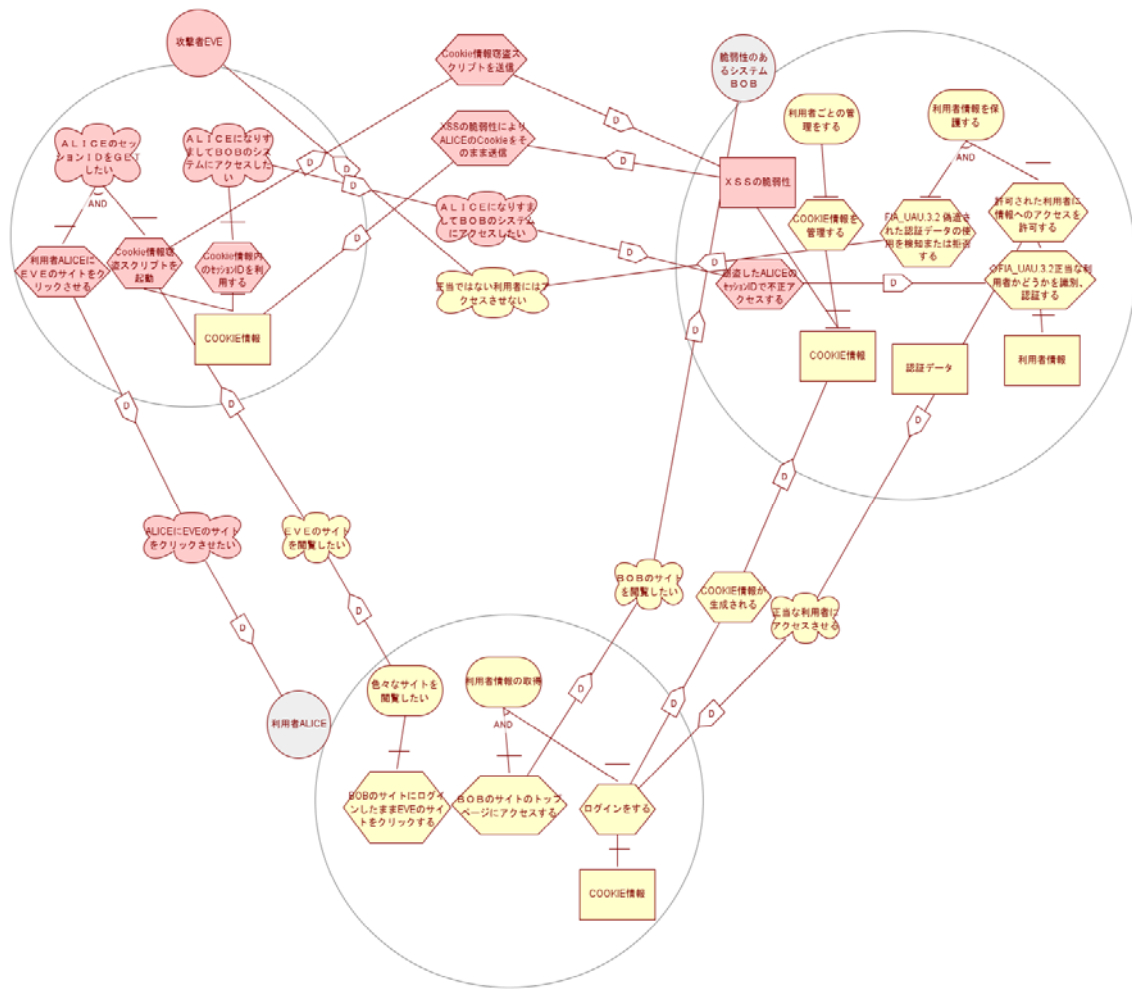 攻撃者EVE
Cookie情報窃盗ス
クリプトを送信
脆弱性のあ
るシステム
ＢＯＢ
利用者ごとの管
理をする
利用者情報を保
護する
ＡＬＩＣＥのセッ
ションＩＤをＧＥＴ
したい
ＡＬＩＣＥになりす
ましてＢＯＢのシス
テムにアクセスした
い
XSSの脆弱性により
ALICEのCookieをそ
のまま送信
AND
AND
D
D
D
D
D
ＸＳＳの脆弱性
ＡＬＩＣＥになりす
ましてＢＯＢのシステム
にアクセスしたい
COOKIE情報を
管理する
FIA_UAU.3.2 偽造さ
れた認証データの使
用を検知または拒否
する
許可された利用者に
情報へのアクセスを
許可する
利用者ALICEに
ＥＶＥのサイトをク
リックさせる
Cookie情報窃
盗スクリプトを
起動
Cookie情報内
のｾｯｼｮﾝIDを利
用する
D
D
D
正当ではない利用者にはア
クセスさせない
窃盗したALICEの
ｾｯｼｮﾝIDで不正ア
クセスする
D
D
◎FIA_UAU.3.2正当な利
用者かどうかを識別、
認証する
COOKIE情報
D
COOKIE情報
認証データ
利用者情報
D
D
D
D
ALICEにEVEのサイト
をクリックさせたい
ＥＶＥのサイト
を閲覧したい
ＢＯＢのサイト
を閲覧したい
COOKIE情報が
生成される
正当な利用者に
アクセスさせる
D
D
色々なサイトを
閲覧したい
利用者情報の取得
D
D
D
利用者ALICE
AND
BOBのサイトにログイ
ンしたままEVEのサイ
トをクリックする
ＢＯＢのサイトのトップ
ページにアクセスする
ログインをする
COOKIE情報